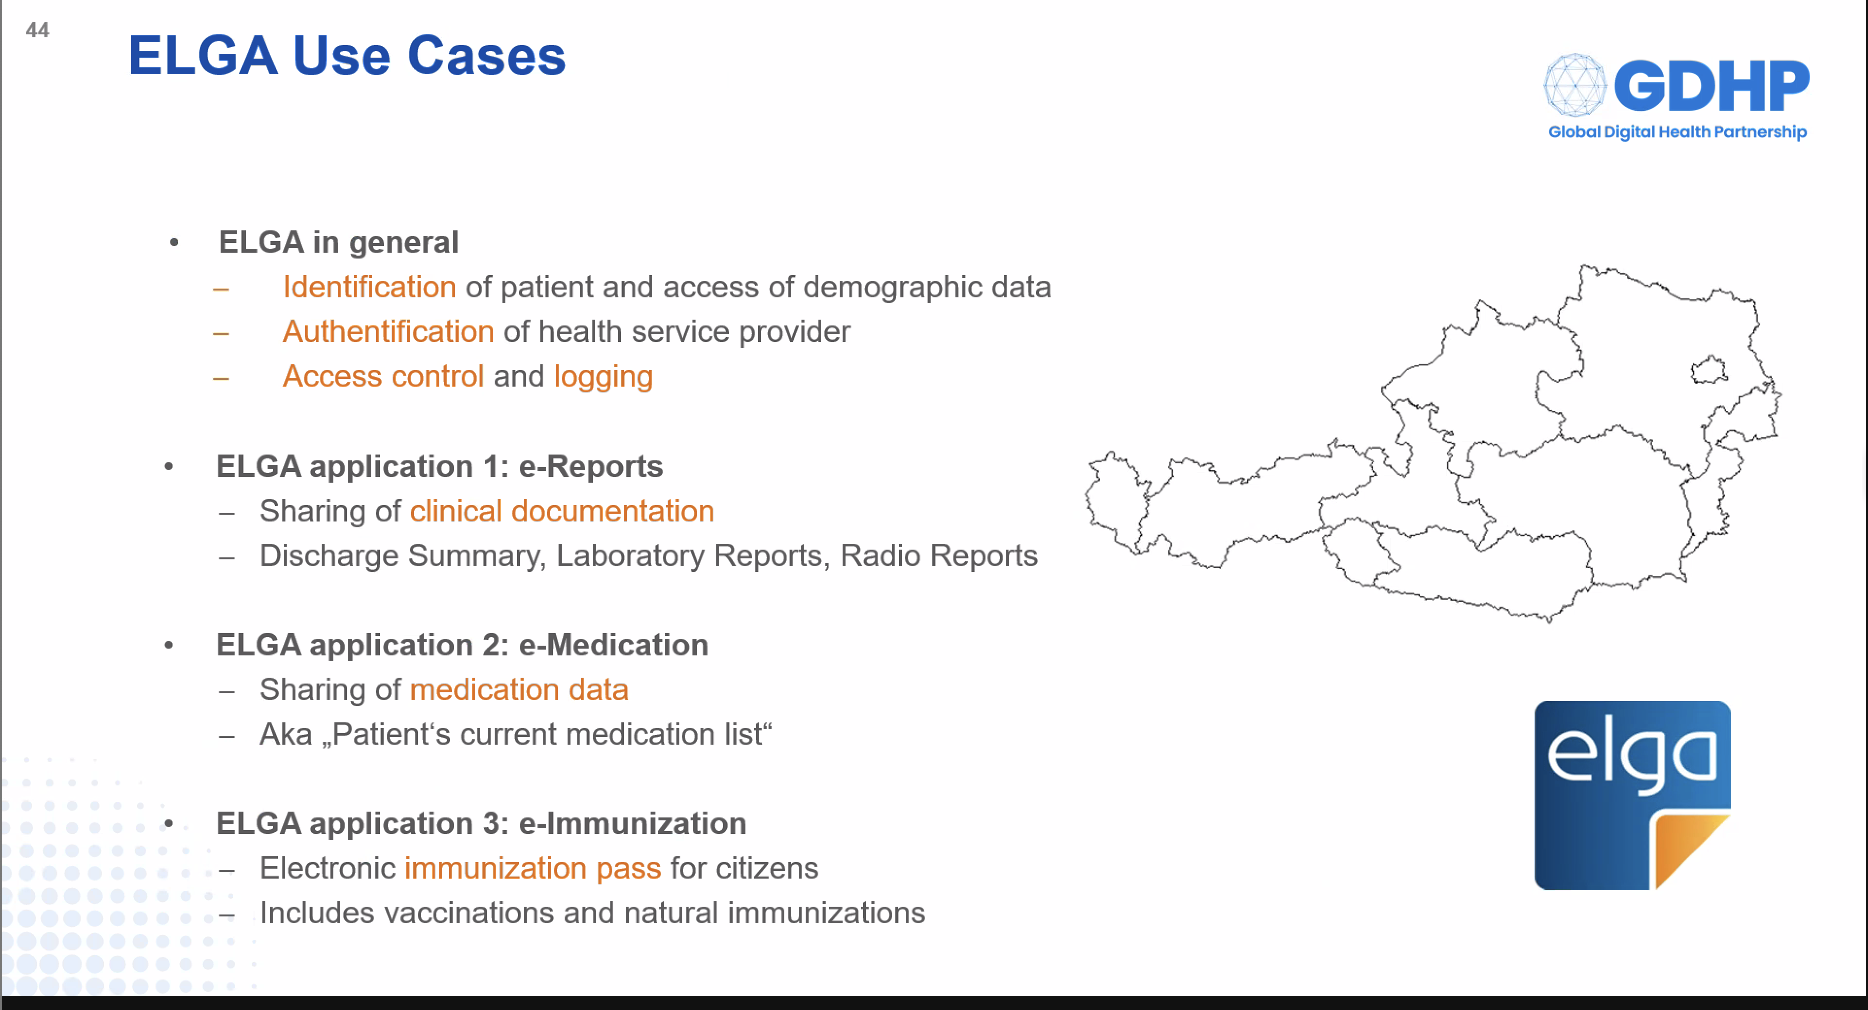 44
ELGA Use Cases
GDHP
Global Digital Health Partnership
• ELGA in general
– Identification of patient and access of demographic data
– Authentification of health service provider
– Access control and logging
• ELGA application 1: e-Reports
– Sharing of clinical documentation
– Discharge Summary, Laboratory Reports, Radio Reports
• ELGA application 2: e-Medication
– Sharing of medication data
– Aka „Patient‘s current medication list“
• ELGA application 3: e-Immunization
– Electronic immunization pass for citizens
– Includes vaccinations and natural immunizations
elga